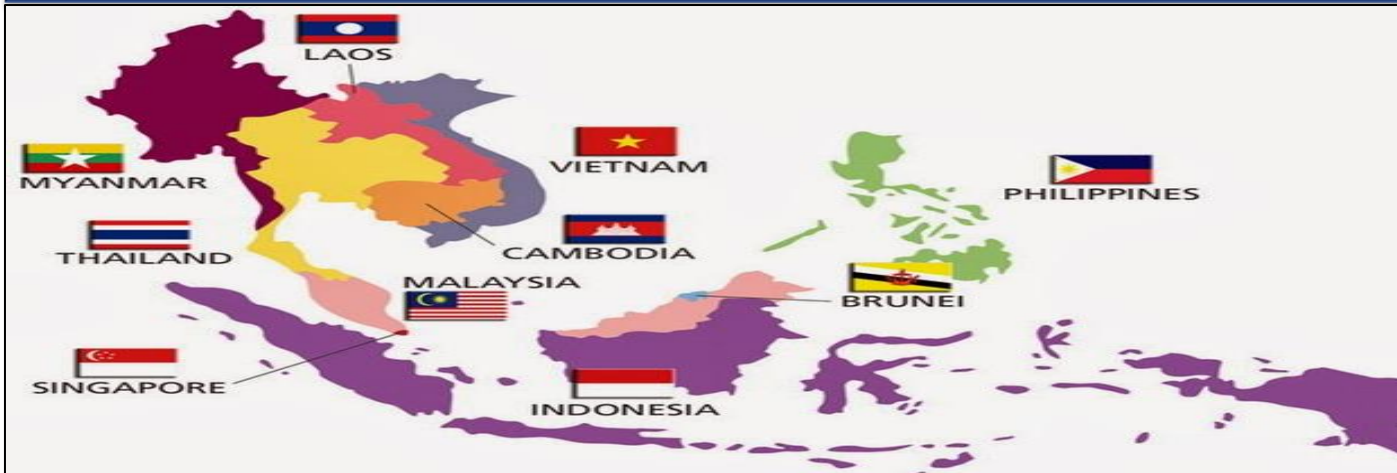 LAOS
VIETNAM
MYANMAR
PHILIPPINES
THAILAND
CAMBODIA
MALAYSIA
BRUNEI
SINGAPORE
INDONESIA